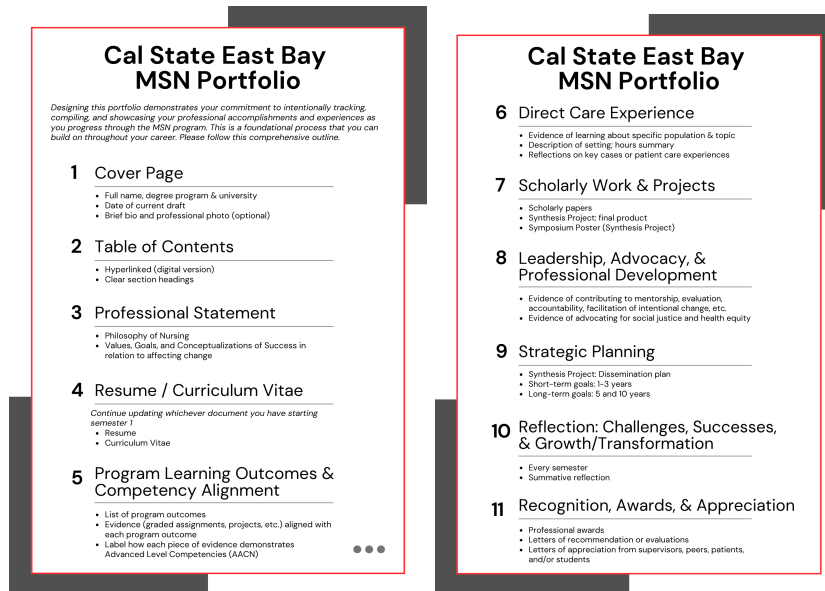 Cal State East Bay
MSN Portfolio
Designing this portfolio demonstrates your commitment to intentionally tracking,
compiling, and showcasing your professional accomplishments and experiences as
you progress through the MSN program. This is a foundational process that you can
build on throughout your career. Please follow this comprehensive outline.
1 Cover Page
• Full name, degree program & university
• Date of current draft
• Brief bio and professional photo (optional)
2 Table of Contents
• Hyperlinked (digital version)
• Clear section headings
3 Professional Statement
• Philosophy of Nursing
• Values, Goals, and Conceptualizations of Success in
relation to affecting change
4 Resume / Curriculum Vitae
Continue updating whichever document you have starting
semester 1
• Resume
• Curriculum Vitae
5 Program Learning Outcomes &
Competency Alignment
• List of program outcomes
• Evidence (graded assignments, projects, etc.) aligned with
each program outcome
• Label how each piece of evidence demonstrates
Advanced Level Competencies (AACN)
Cal State East Bay
MSN Portfolio
6 Direct Care Experience
• Evidence of learning about specific population & topic
• Description of setting; hours summary
• Reflections on key cases or patient care experiences
7 Scholarly Work & Projects
• Scholarly papers
• Synthesis Project: final product
• Symposium Poster (Synthesis Project)
8 Leadership, Advocacy, &
Professional Development
• Evidence of contributing to mentorship, evaluation,
accountability, facilitation of intentional change, etc.
• Evidence of advocating for social justice and health equity
9 Strategic Planning
• Synthesis Project: Dissemination plan
• Short-term goals: 1-3 years
• Long-term goals: 5 and 10 years
10 Reflection: Challenges, Successes,
& Growth/Transformation
• Every semester
• Summative reflection
11 Recognition, Awards, & Appreciation
• Professional awards
• Letters of recommendation or evaluations
• Letters of appreciation from supervisors, peers, patients,
and/or students